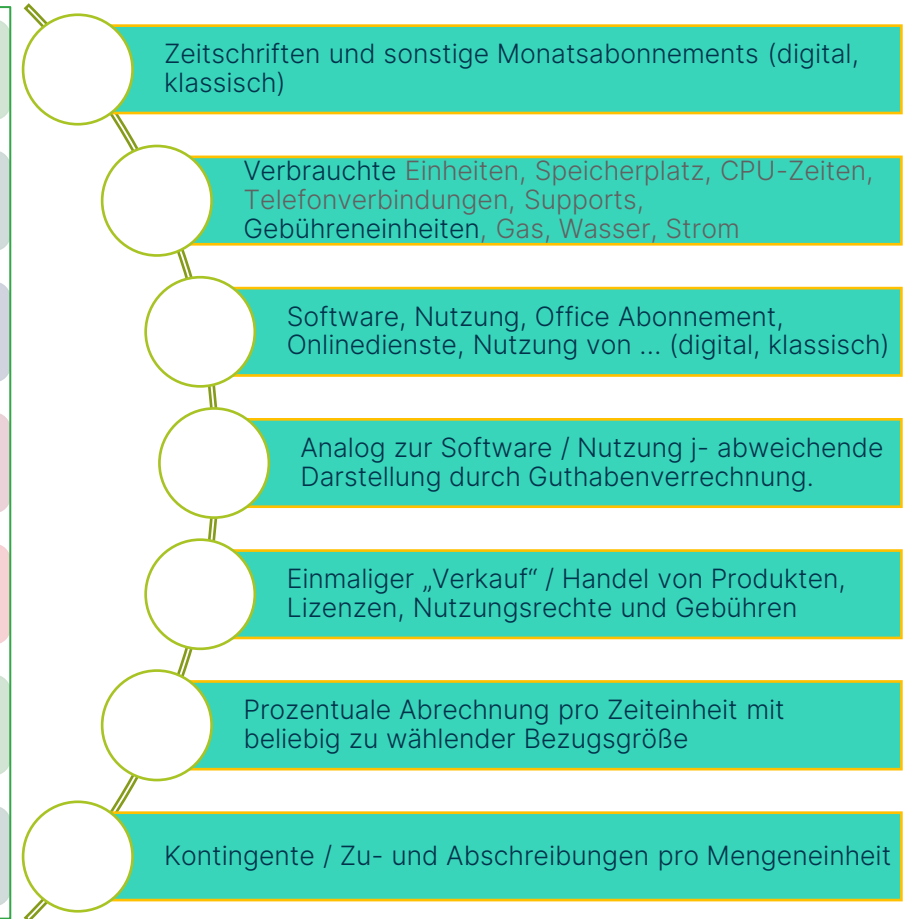 Zeitschriften und sonstige Monatsabonnements (digital,
klassisch)
Verbrauchte Einheiten, Speicherplatz, CPU-Zeiten,
Telefonverbindungen, Supports,
Gebühreneinheiten, Gas, Wasser, Strom
Software, Nutzung, Office Abonnement,
Onlinedienste, Nutzung von ... (digital, klassisch)
Analog zur Software / Nutzung j- abweichende
Darstellung durch Guthabenverrechnung.
Einmaliger „Verkauf“ / Handel von Produkten,
Lizenzen, Nutzungsrechte und Gebühren
Prozentuale Abrechnung pro Zeiteinheit mit
beliebig zu wählender Bezugsgröße
Kontingente / Zu- und Abschreibungen pro Mengeneinheit